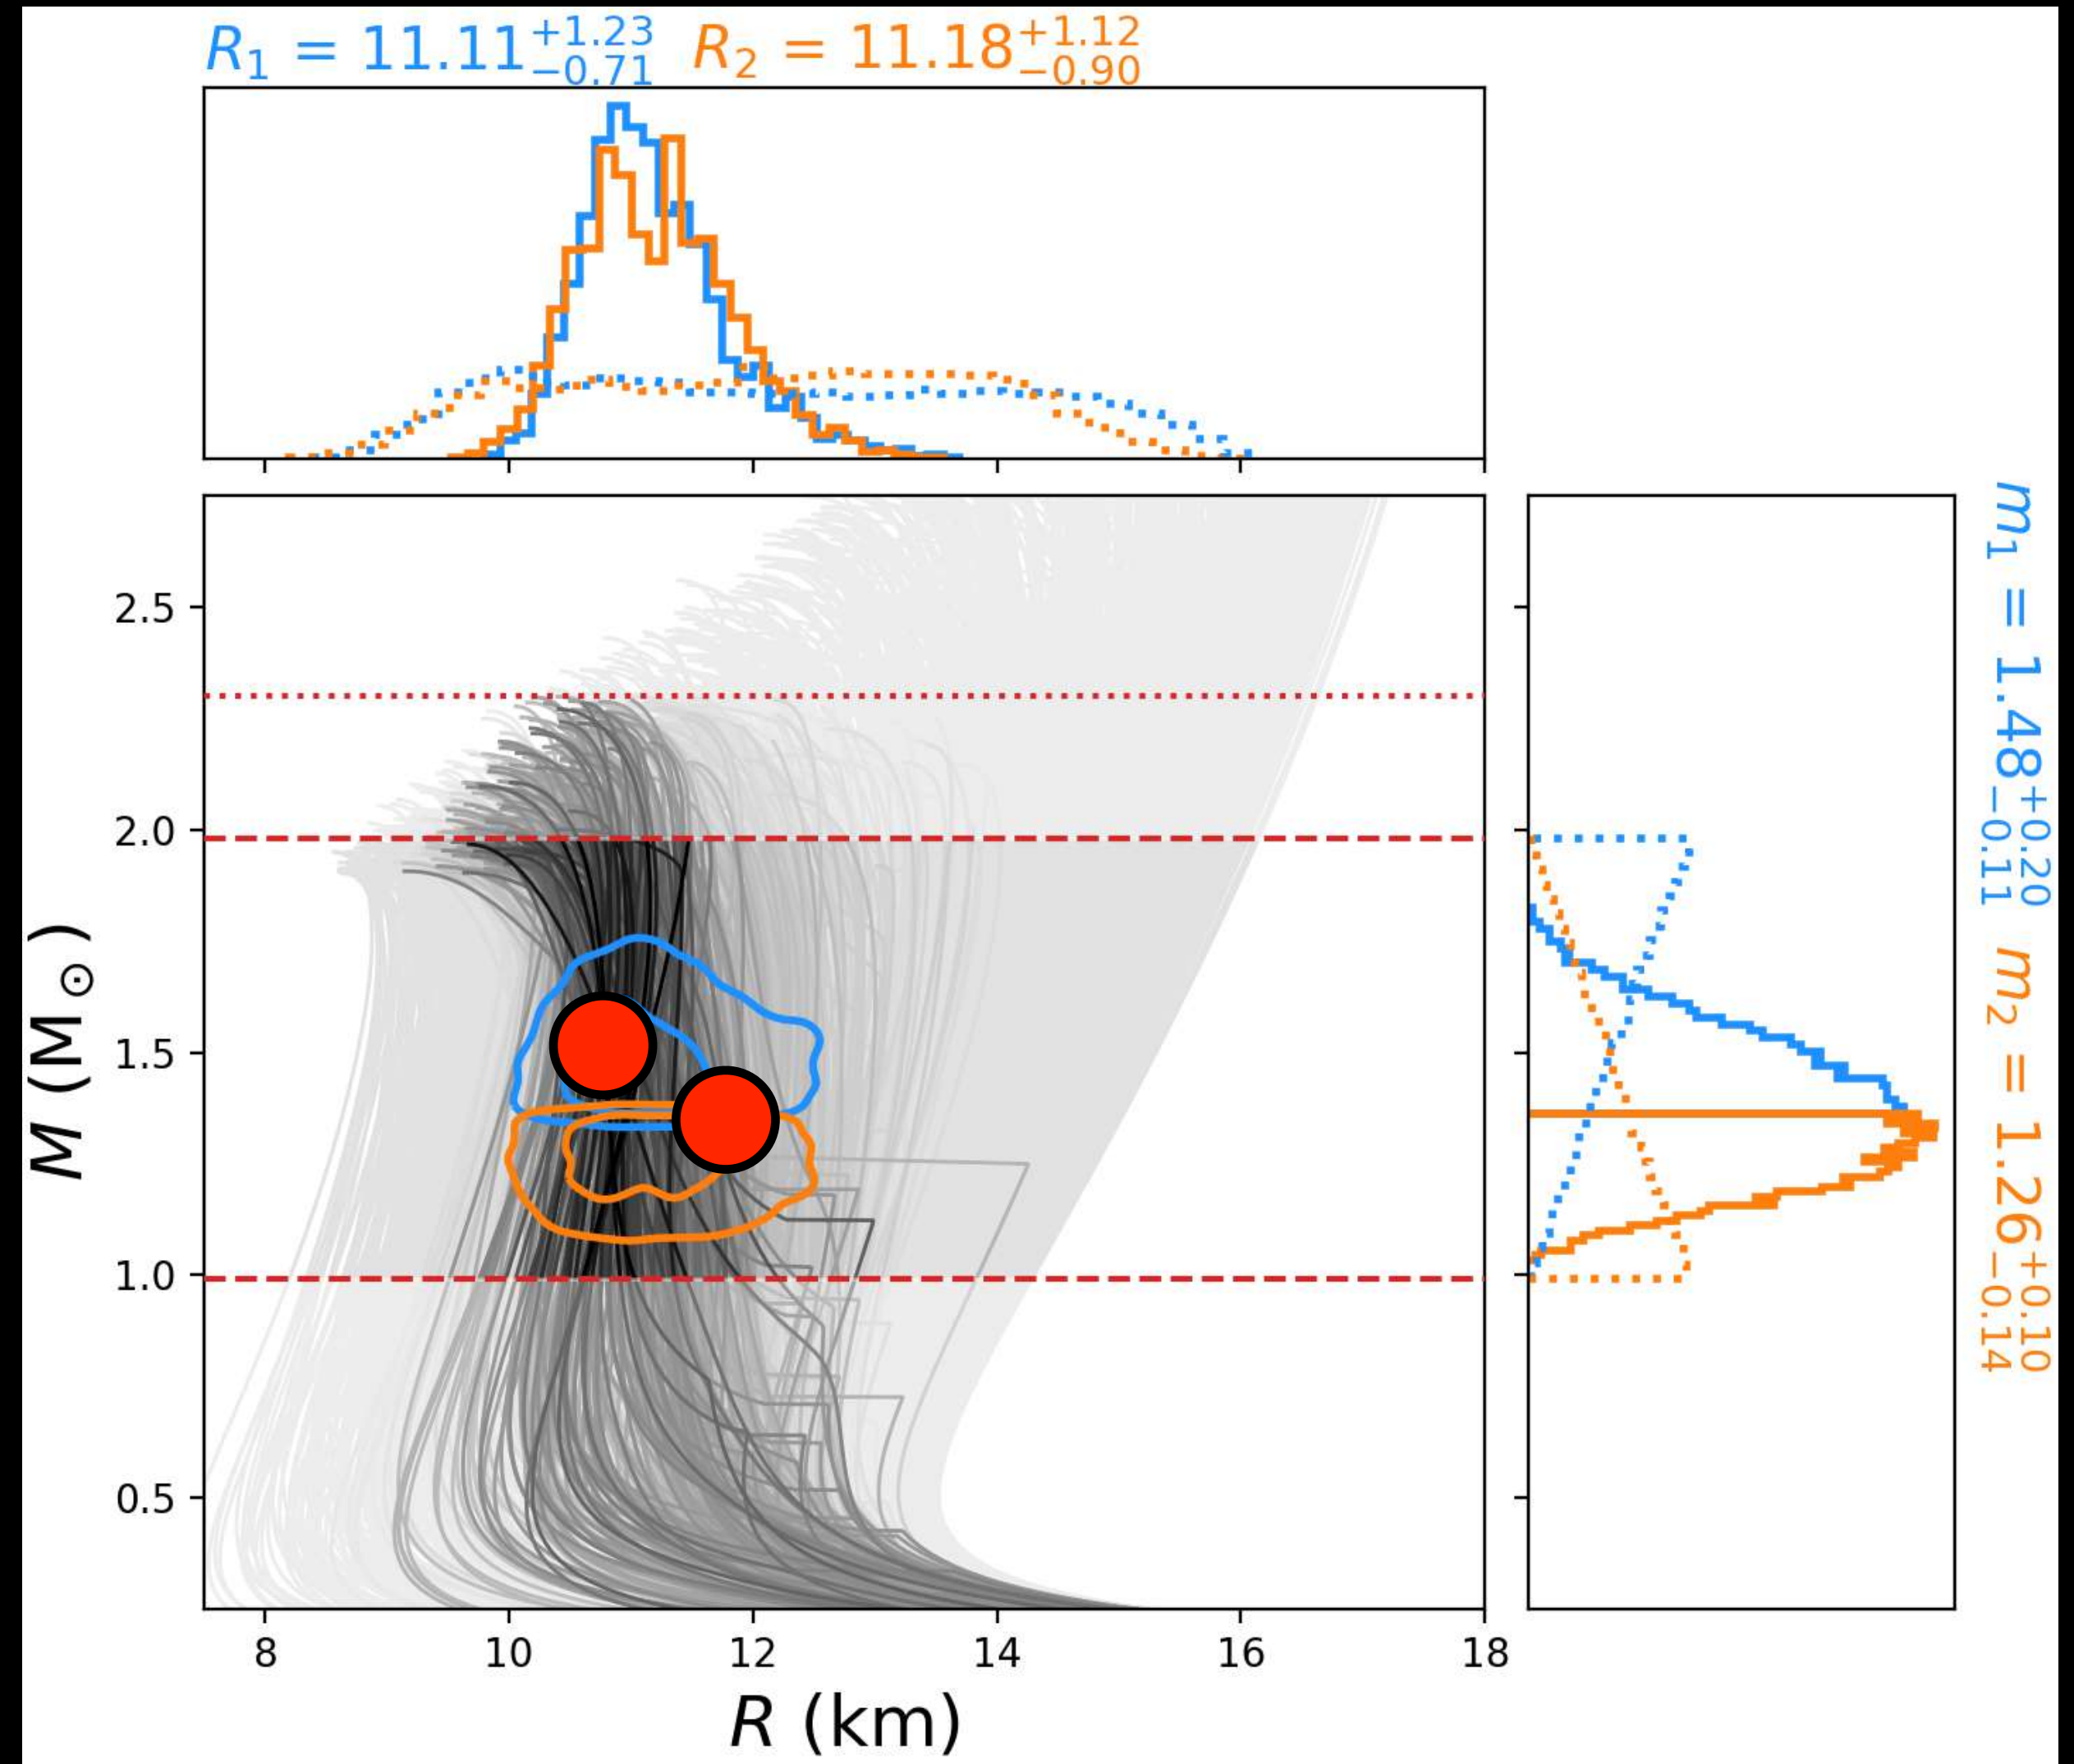 R₁ = 11.11⁺¹·²³₋₀.₇₁ R₂ = 11.18⁺¹·¹²₋₀.₉₀
2.5
2.0
1.5
1.0
0.5
M (M⊙)
8 10 12 14 16 18
R (km)
m₁ = 1.48⁺⁰·²⁰₋₀.₁₁ m₂ = 1.26⁺⁰·¹⁰₋₀.₁₄